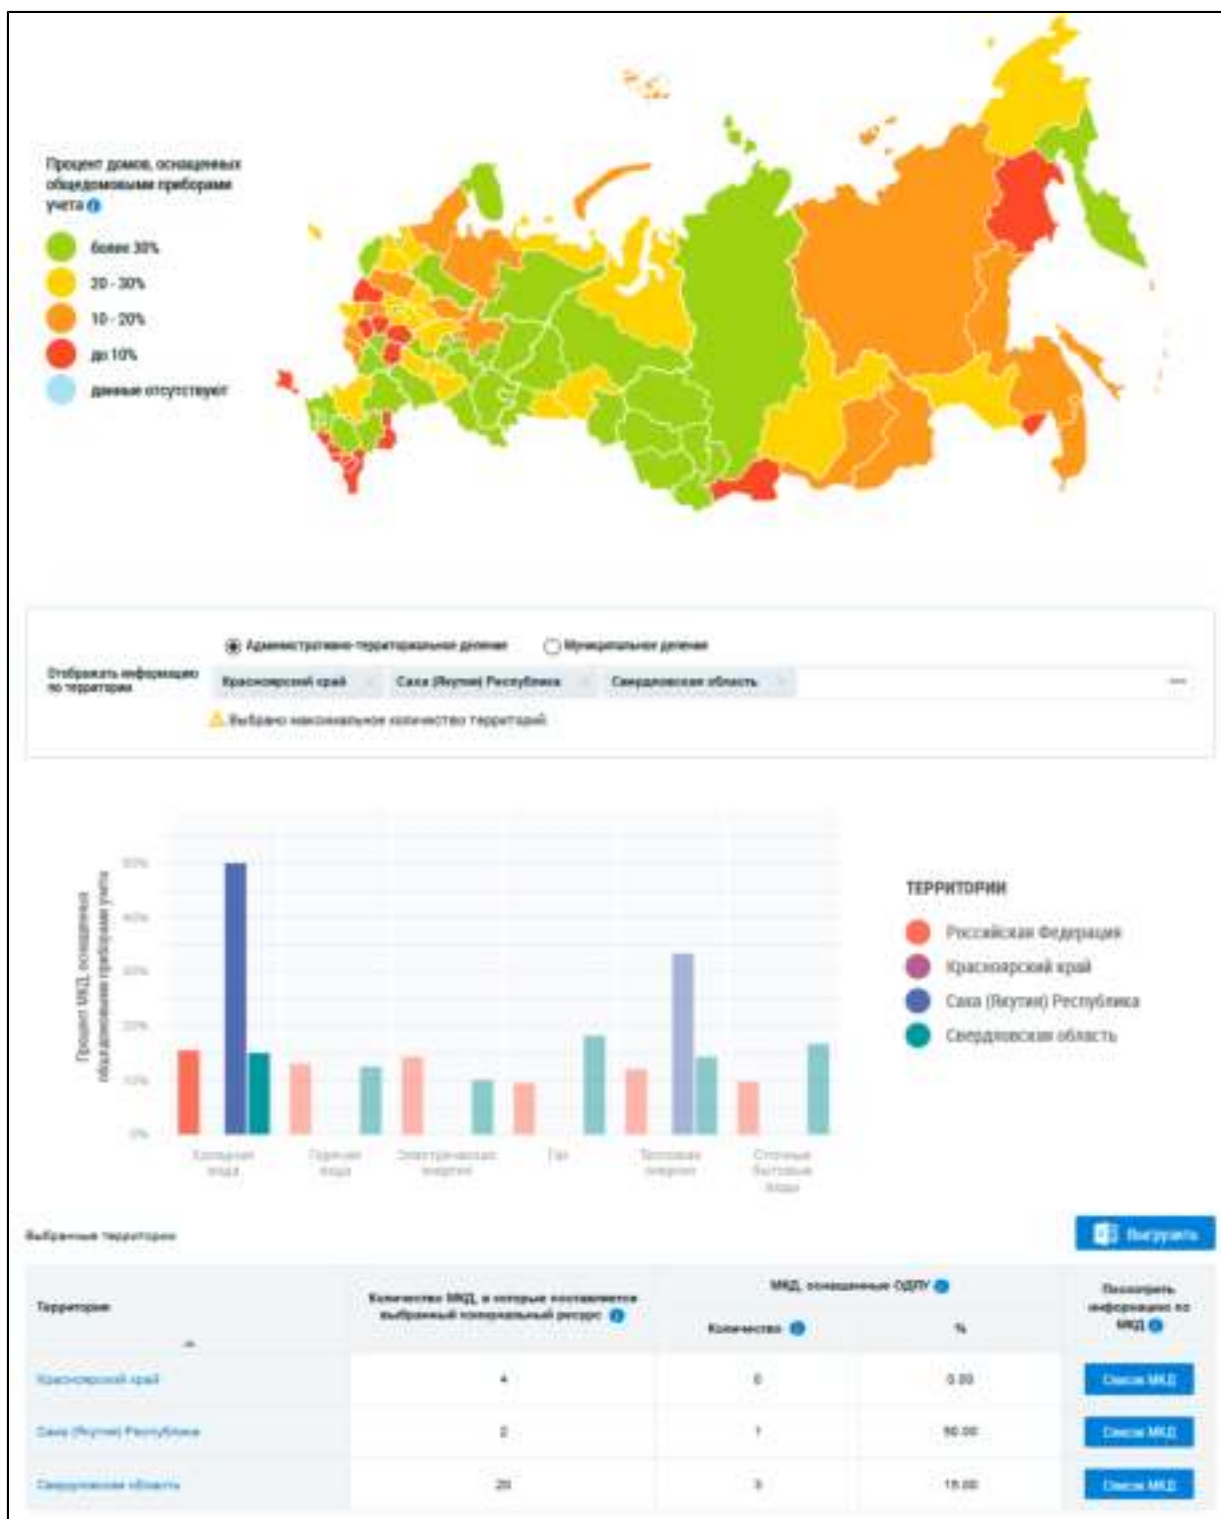 Процент домов, оснащенных
общедомовыми приборами
учета
более 30%
20 - 30%
10 - 20%
до 10%
данные отсутствуют
Административно-территориальное деление
Муниципальное деление
Отображать информацию
по территории
Красноярский край
Саха (Якутия) Республика
Свердловская область
Выбрано максимальное количество территорий
Процент МКД, оснащенных
общедомовыми приборами учета
50%
40%
30%
20%
10%
0%
Холодная
вода
Горячая
вода
Электрическая
энергия
Газ
Тепловая
энергия
Сточные
бытовые
воды
ТЕРРИТОРИИ
Российская Федерация
Красноярский край
Саха (Якутия) Республика
Свердловская область
Выбранные территории
Выгрузить
Территория
Количество МКД, в которые поставляется
выбранный коммунальный ресурс
МКД, оснащенные ОДПУ
Количество
%
Посмотреть
информацию по
МКД
Красноярский край
4
0
0.00
Список МКД
Саха (Якутия) Республика
2
1
50.00
Список МКД
Свердловская область
20
3
15.00
Список МКД